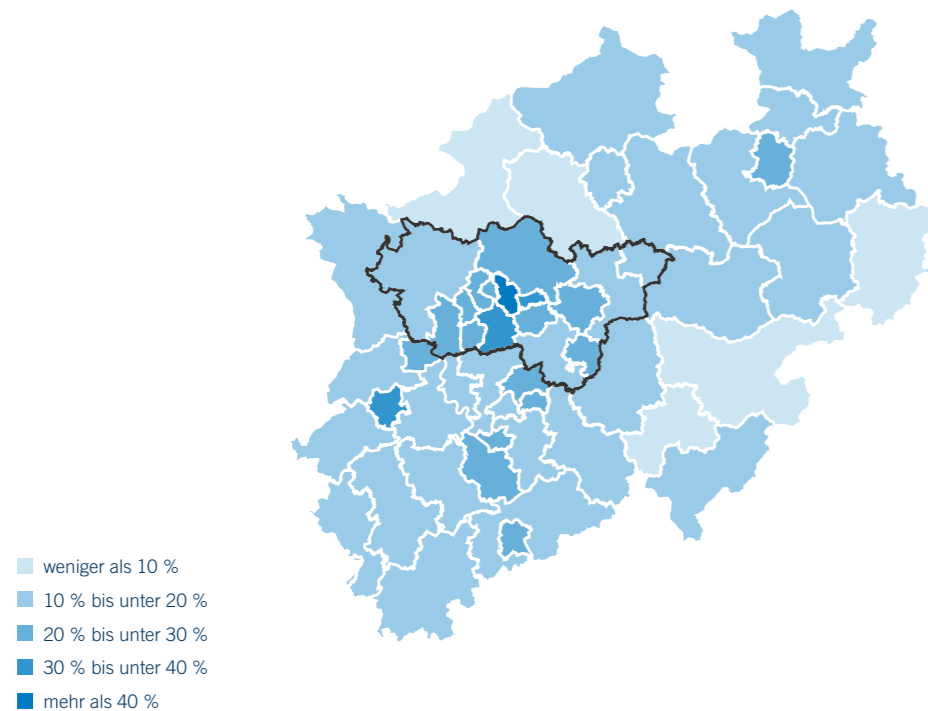 weniger als 10 %
10 % bis unter 20 %
20 % bis unter 30 %
30 % bis unter 40 %
mehr als 40 %